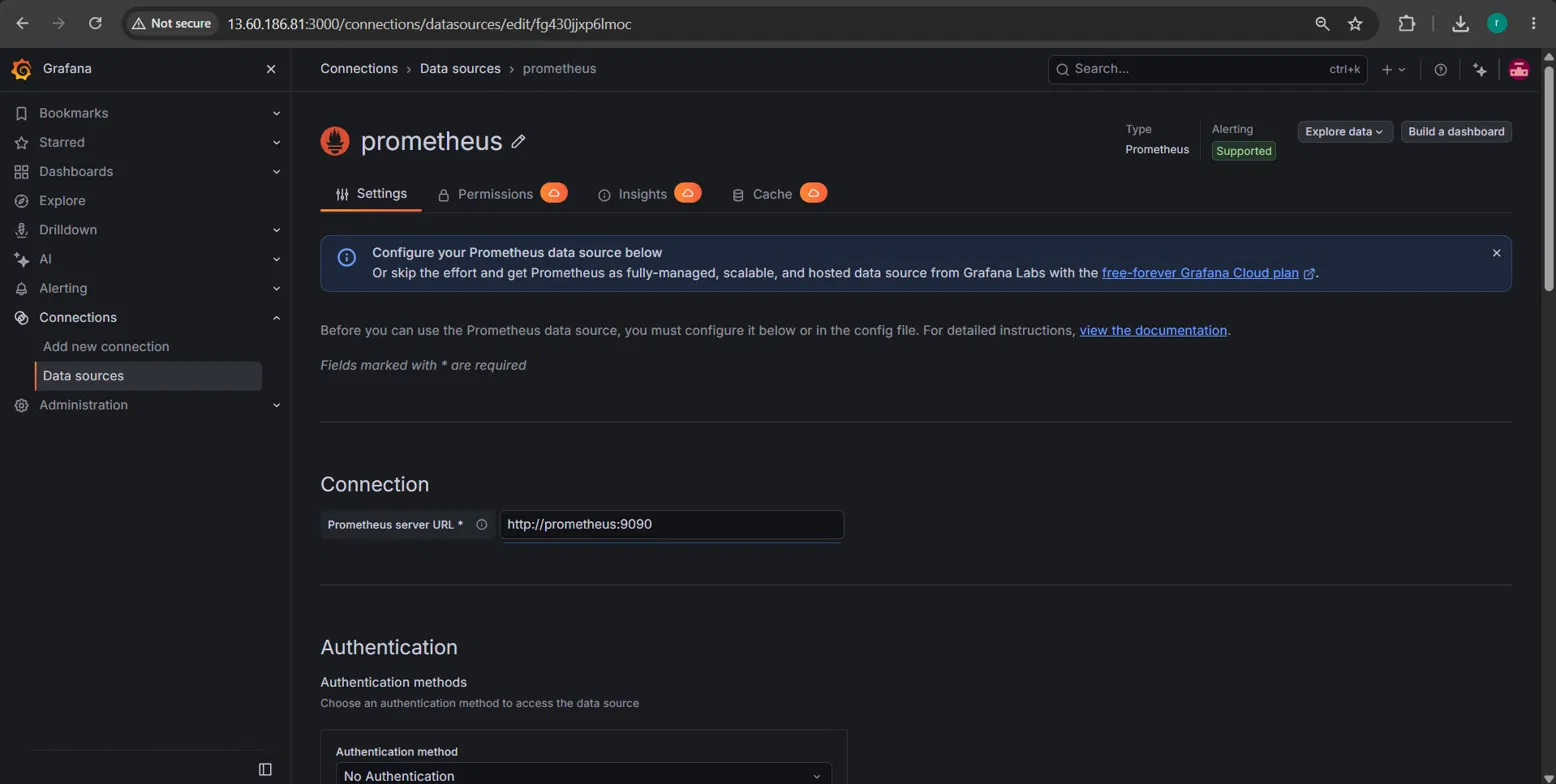 Not secure
13.60.186.81:3000/connections/datasources/edit/fg430jjxp6lmoc
r
Grafana
Connections › Data sources › prometheus
Search... ctrl+k
Bookmarks
Starred
Dashboards
Explore
Drilldown
AI
Alerting
Connections
Add new connection
Data sources
Administration
prometheus
Type
Prometheus
Alerting
Supported
Explore data
Build a dashboard
Settings
Permissions
Insights
Cache
Configure your Prometheus data source below
Or skip the effort and get Prometheus as fully-managed, scalable, and hosted data source from Grafana Labs with the free-forever Grafana Cloud plan.
Before you can use the Prometheus data source, you must configure it below or in the config file. For detailed instructions, view the documentation.
Fields marked with * are required
Connection
Prometheus server URL * http://prometheus:9090
Authentication
Authentication methods
Choose an authentication method to access the data source
Authentication method
No Authentication